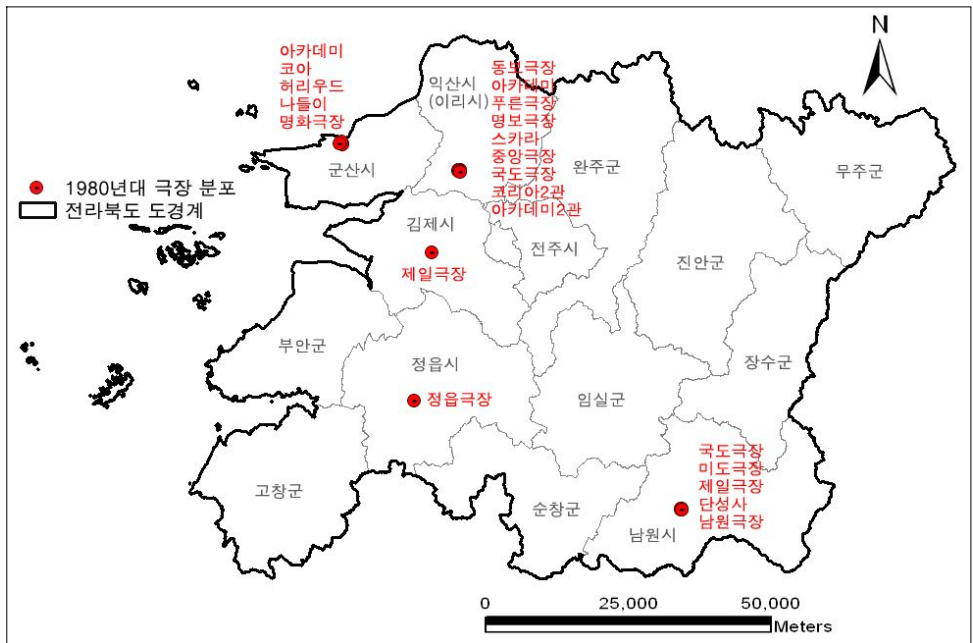 N
아카데미
코아
허리우드
나들이
명화극장
익산시
(이리시)
동보극장
아카데미
푸른극장
명보극장
스카라
중앙극장
국도극장
코리아2관
아카데미2관
군산시
완주군
무주군
1980년대 극장 분포
전라북도 도경계
김제시
제일극장
전주시
진안군
부안군
정읍시
정읍극장
임실군
장수군
고창군
순창군
국도극장
미도극장
제일극장
단성사
남원극장
남원시
0 25,000 50,000
Meters